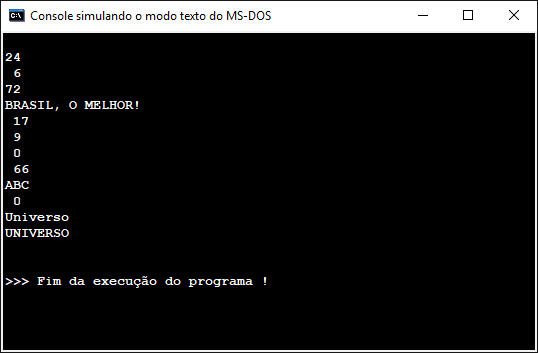 Console simulando o modo texto do MS-DOS
24
6
72
BRASIL, O MELHOR!
17
9
0
66
ABC
0
Universo
UNIVERSO
>>> Fim da execução do programa !